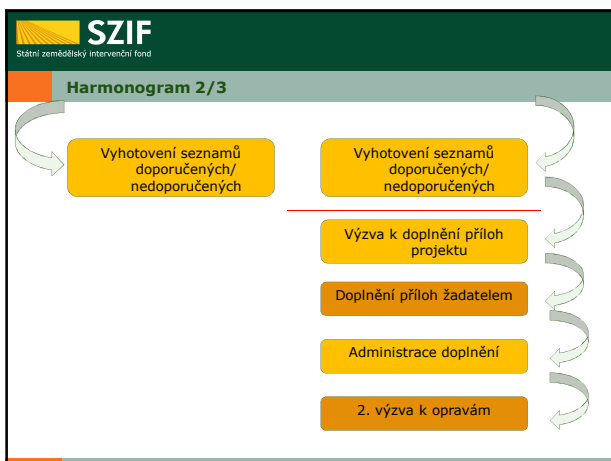 SZIF
Státní zemědělský intervenční fond
Harmonogram 2/3
Vyhotovení seznamů
doporučených/
nedoporučených
Vyhotovení seznamů
doporučených/
nedoporučených
Výzva k doplnění příloh
projektu
Doplnění příloh žadatelem
Administrace doplnění
2. výzva k opravám